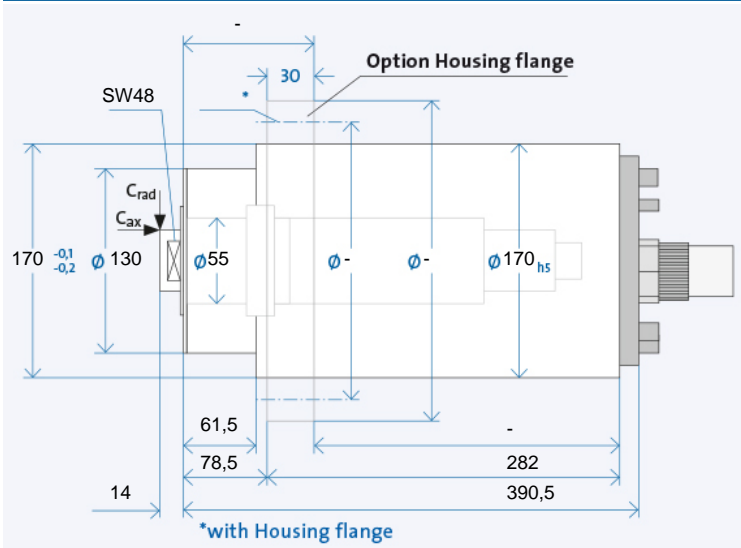 -
Option Housing flange
30
SW48
*
Crad
Cax
170 -0,1 -0,2
Ø 130
Ø55
Ø-
Ø-
Ø170 h5
61,5
-
78,5
282
14
390,5
*with Housing flange